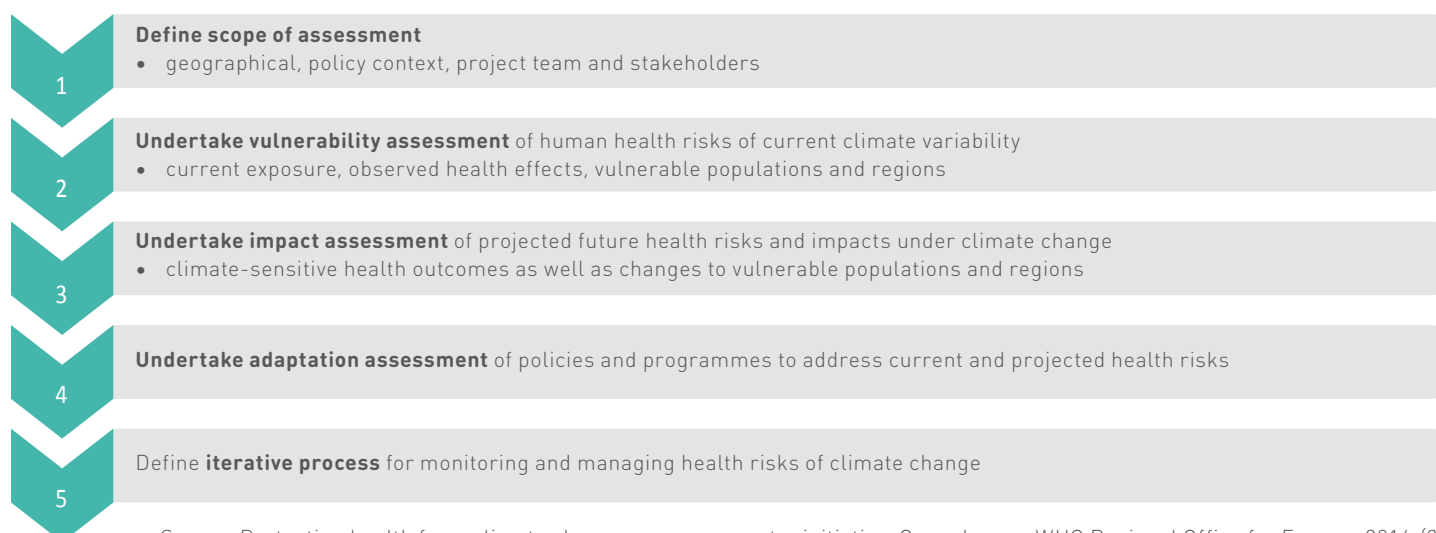 Define scope of assessment
• geographical, policy context, project team and stakeholders
1
Undertake vulnerability assessment of human health risks of current climate variability
• current exposure, observed health effects, vulnerable populations and regions
2
Undertake impact assessment of projected future health risks and impacts under climate change
• climate-sensitive health outcomes as well as changes to vulnerable populations and regions
3
Undertake adaptation assessment of policies and programmes to address current and projected health risks
4
Define iterative process for monitoring and managing health risks of climate change
5